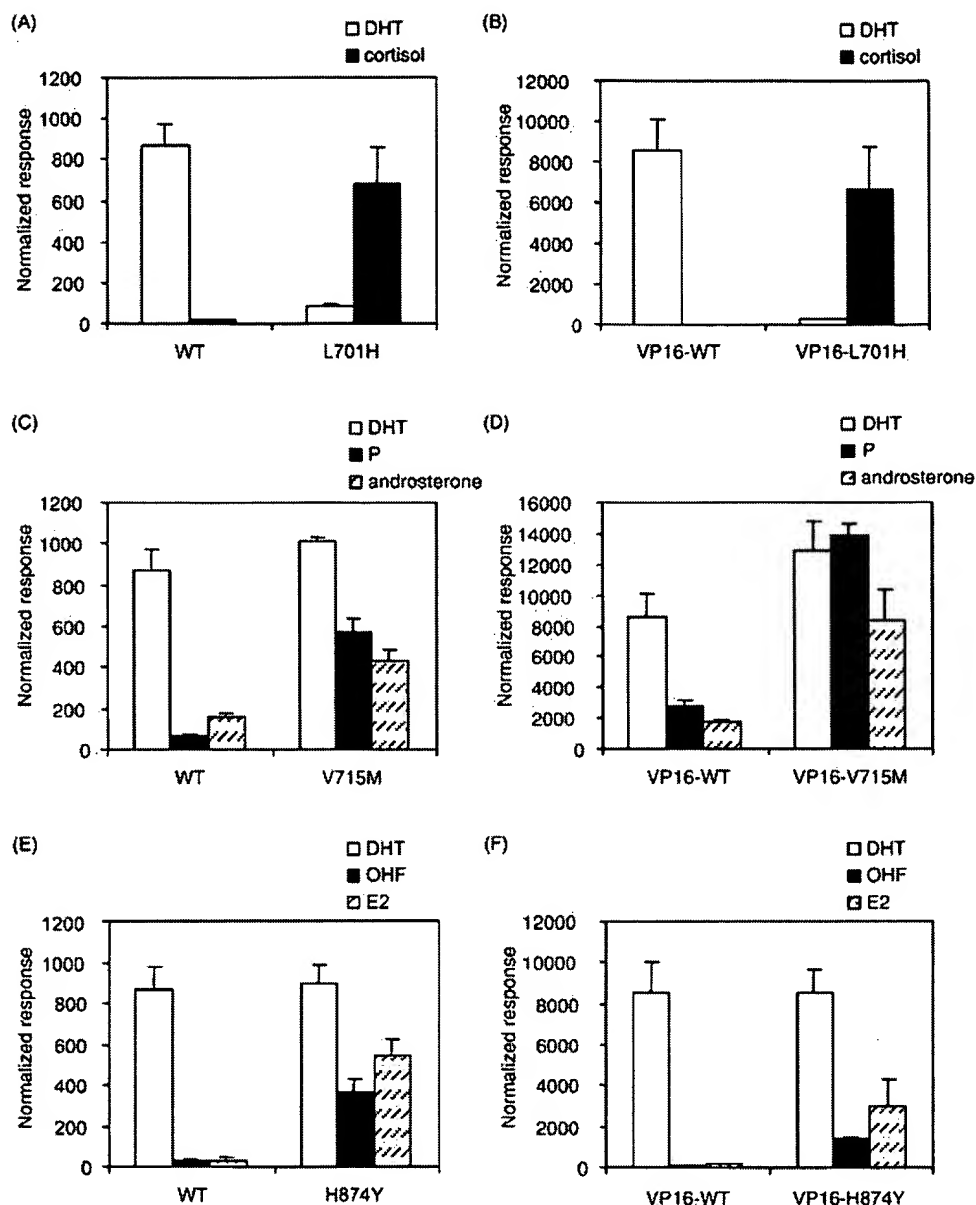 (A)
DHT
cortisol
Normalized response
1200
1000
800
600
400
200
0
WT
L701H
(B)
DHT
cortisol
Normalized response
12000
10000
8000
6000
4000
2000
0
VP16-WT
VP16-L701H
(C)
DHT
P
androsterone
Normalized response
1200
1000
800
600
400
200
0
WT
V715M
(D)
DHT
P
androsterone
Normalized response
16000
14000
12000
10000
8000
6000
4000
2000
0
VP16-WT
VP16-V715M
(E)
DHT
OHF
E2
Normalized response
1200
1000
800
600
400
200
0
WT
H874Y
(F)
DHT
OHF
E2
Normalized response
12000
10000
8000
6000
4000
2000
0
VP16-WT
VP16-H874Y